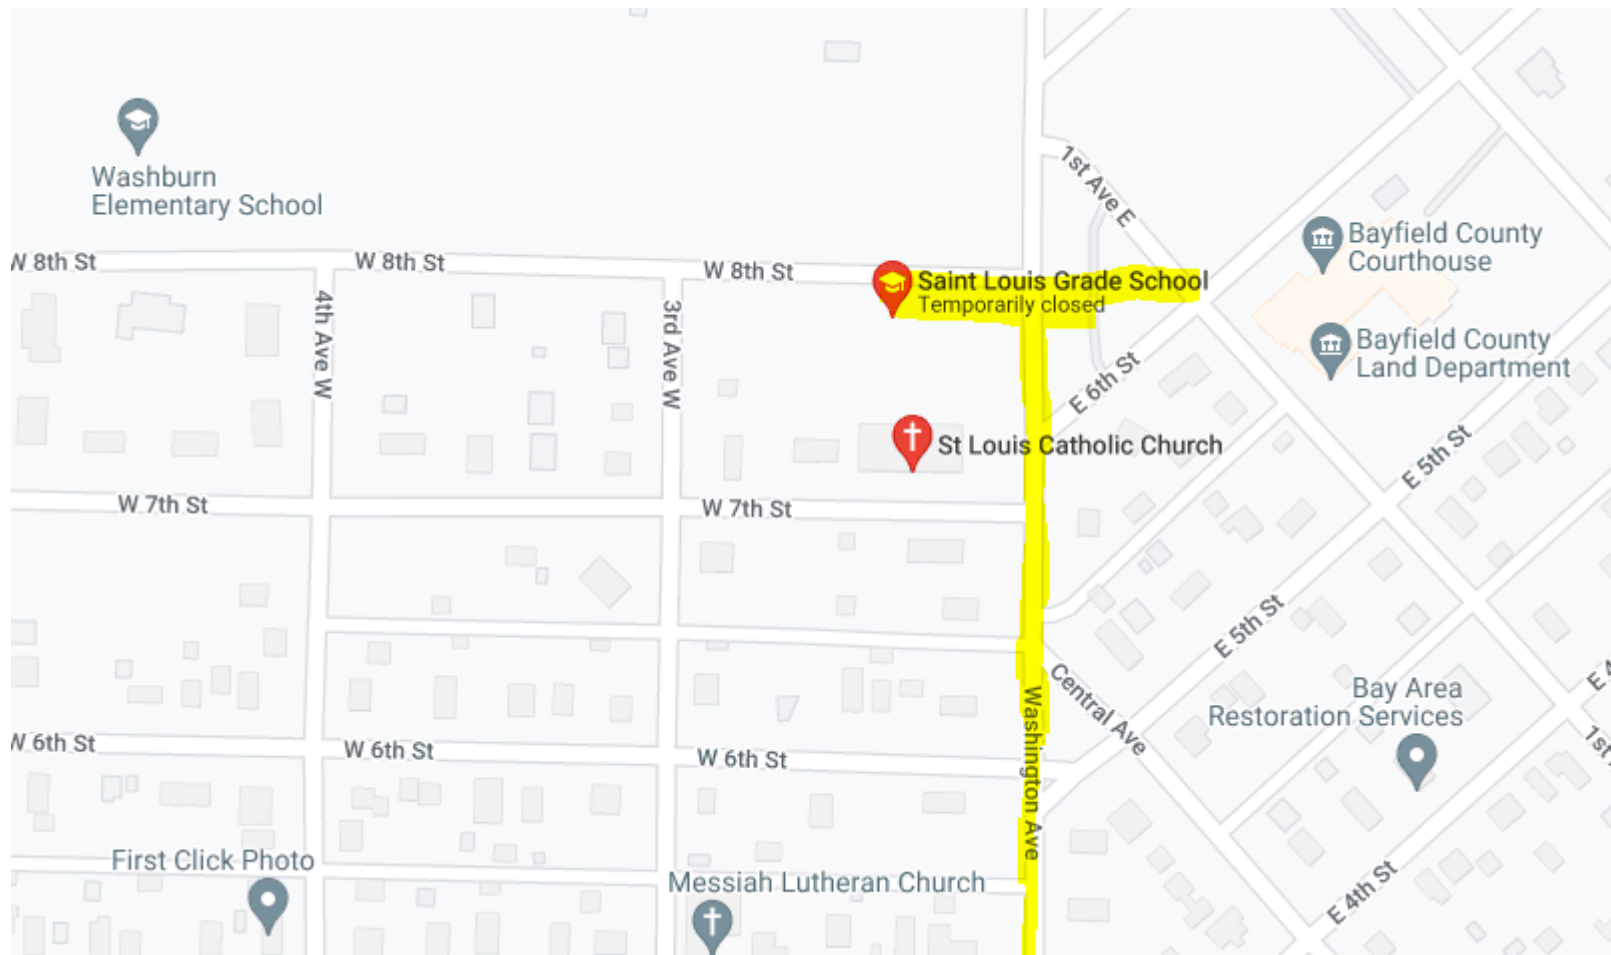 1st Ave E
Washburn
Elementary School
Bayfield County
Courthouse
W 8th St
W 8th St
W 8th St
Saint Louis Grade School
Temporarily closed
4th Ave W
3rd Ave W
Bayfield County
Land Department
E 6th St
St Louis Catholic Church
E 5th St
W 7th St
W 7th St
E 5th St
Central Ave
Washington Ave
Bay Area
Restoration Services
W 6th St
W 6th St
W 6th St
First Click Photo
Messiah Lutheran Church
E 4th St